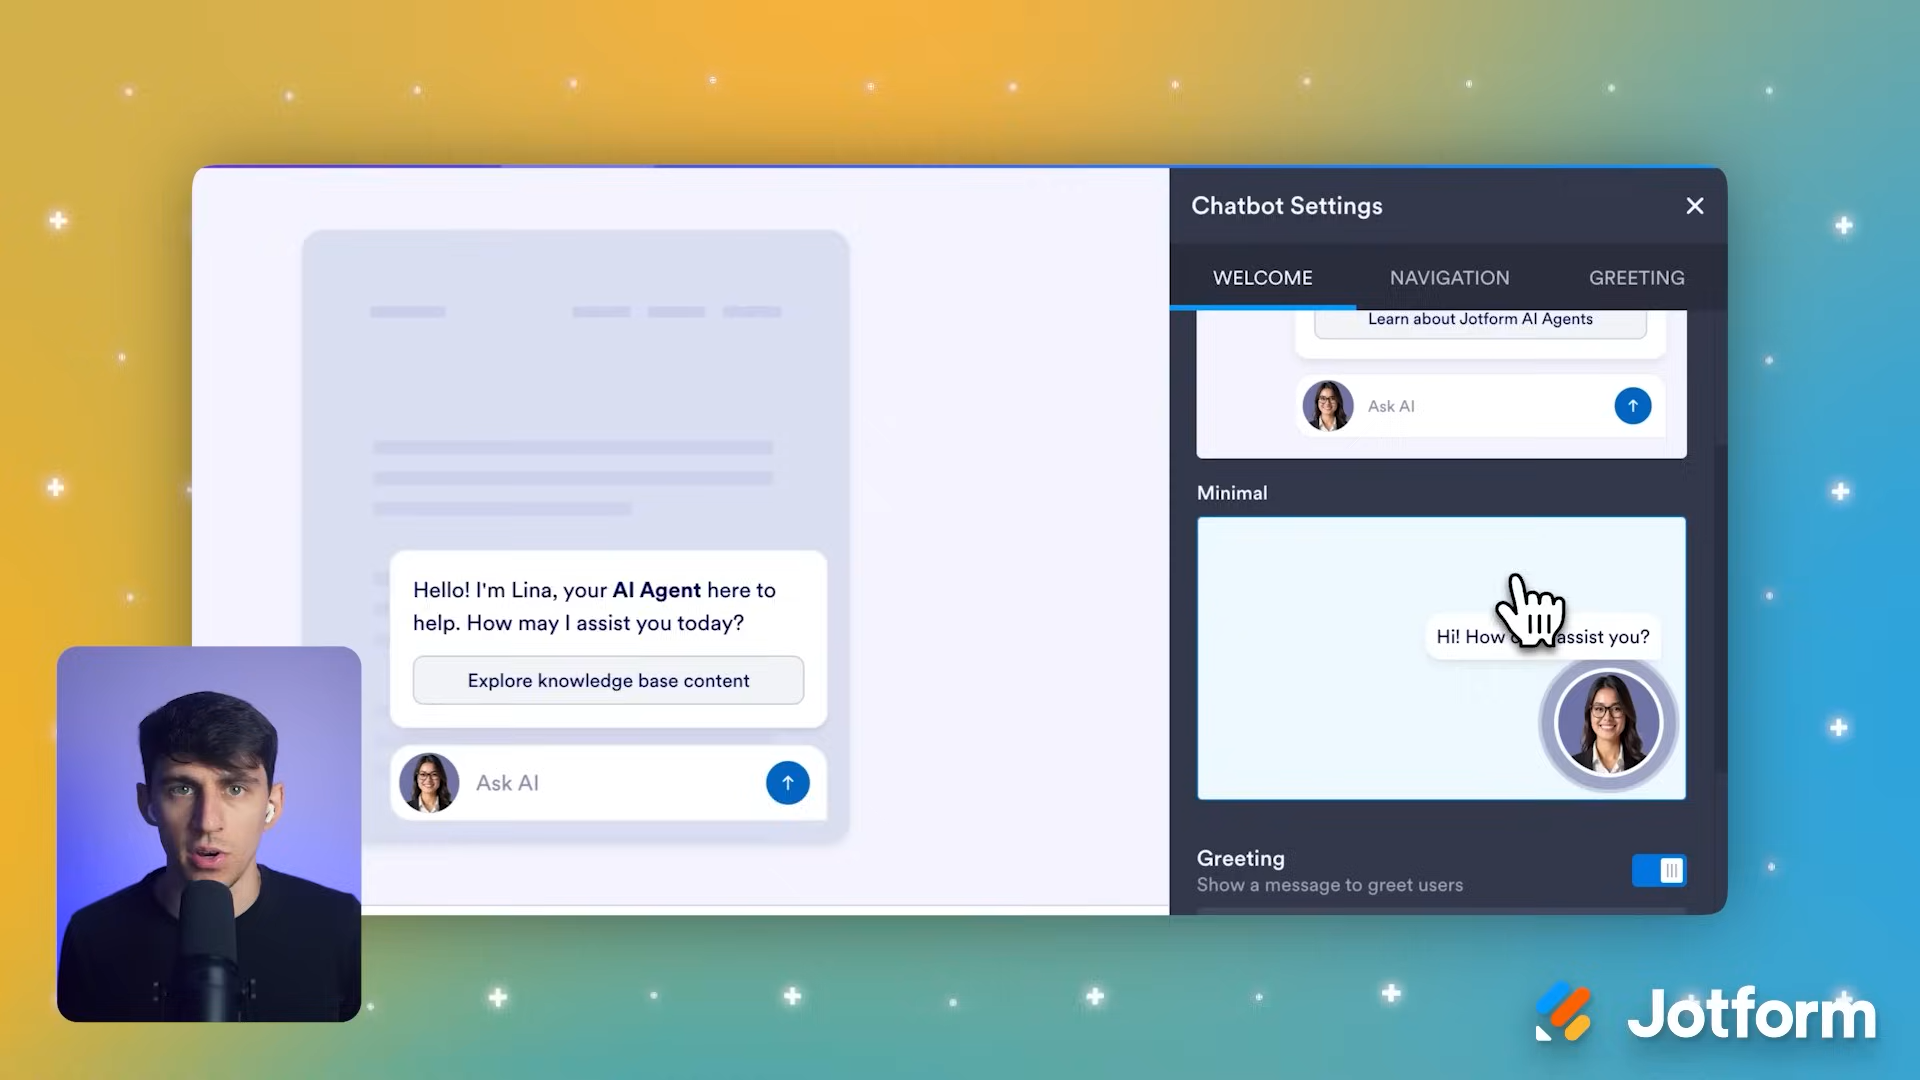 Chatbot Settings
WELCOME
NAVIGATION
GREETING
Learn about Jotform AI Agents
Ask AI
Minimal
Hi! How assist you?
Greeting
Show a message to greet users
Hello! I'm Lina, your AI Agent here to
help. How may I assist you today?
Explore knowledge base content
Ask AI
Jotform